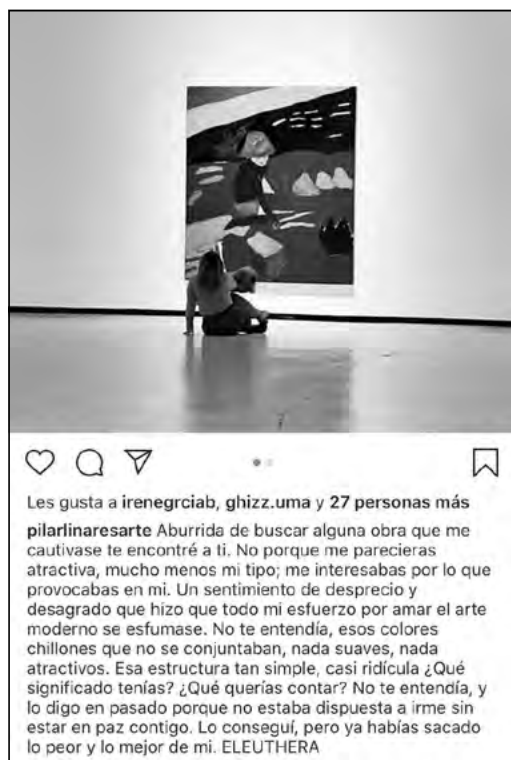 Les gusta a irenegrciab, ghizz.uma y 27 personas más
pilarlinaresarte Aburrida de buscar alguna obra que me
cautivase te encontré a ti. No porque me parecieras
atractiva, mucho menos mi tipo; me interesabas por lo que
provocabas en mi. Un sentimiento de desprecio y
desagrado que hizo que todo mi esfuerzo por amar el arte
moderno se esfumase. No te entendía, esos colores
chillones que no se conjuntaban, nada suaves, nada
atractivos. Esa estructura tan simple, casi ridícula ¿Qué
significado tenías? ¿Qué querías contar? No te entendía, y
lo digo en pasado porque no estaba dispuesta a irme sin
estar en paz contigo. Lo conseguí, pero ya habías sacado
lo peor y lo mejor de mi. ELEUTHERA